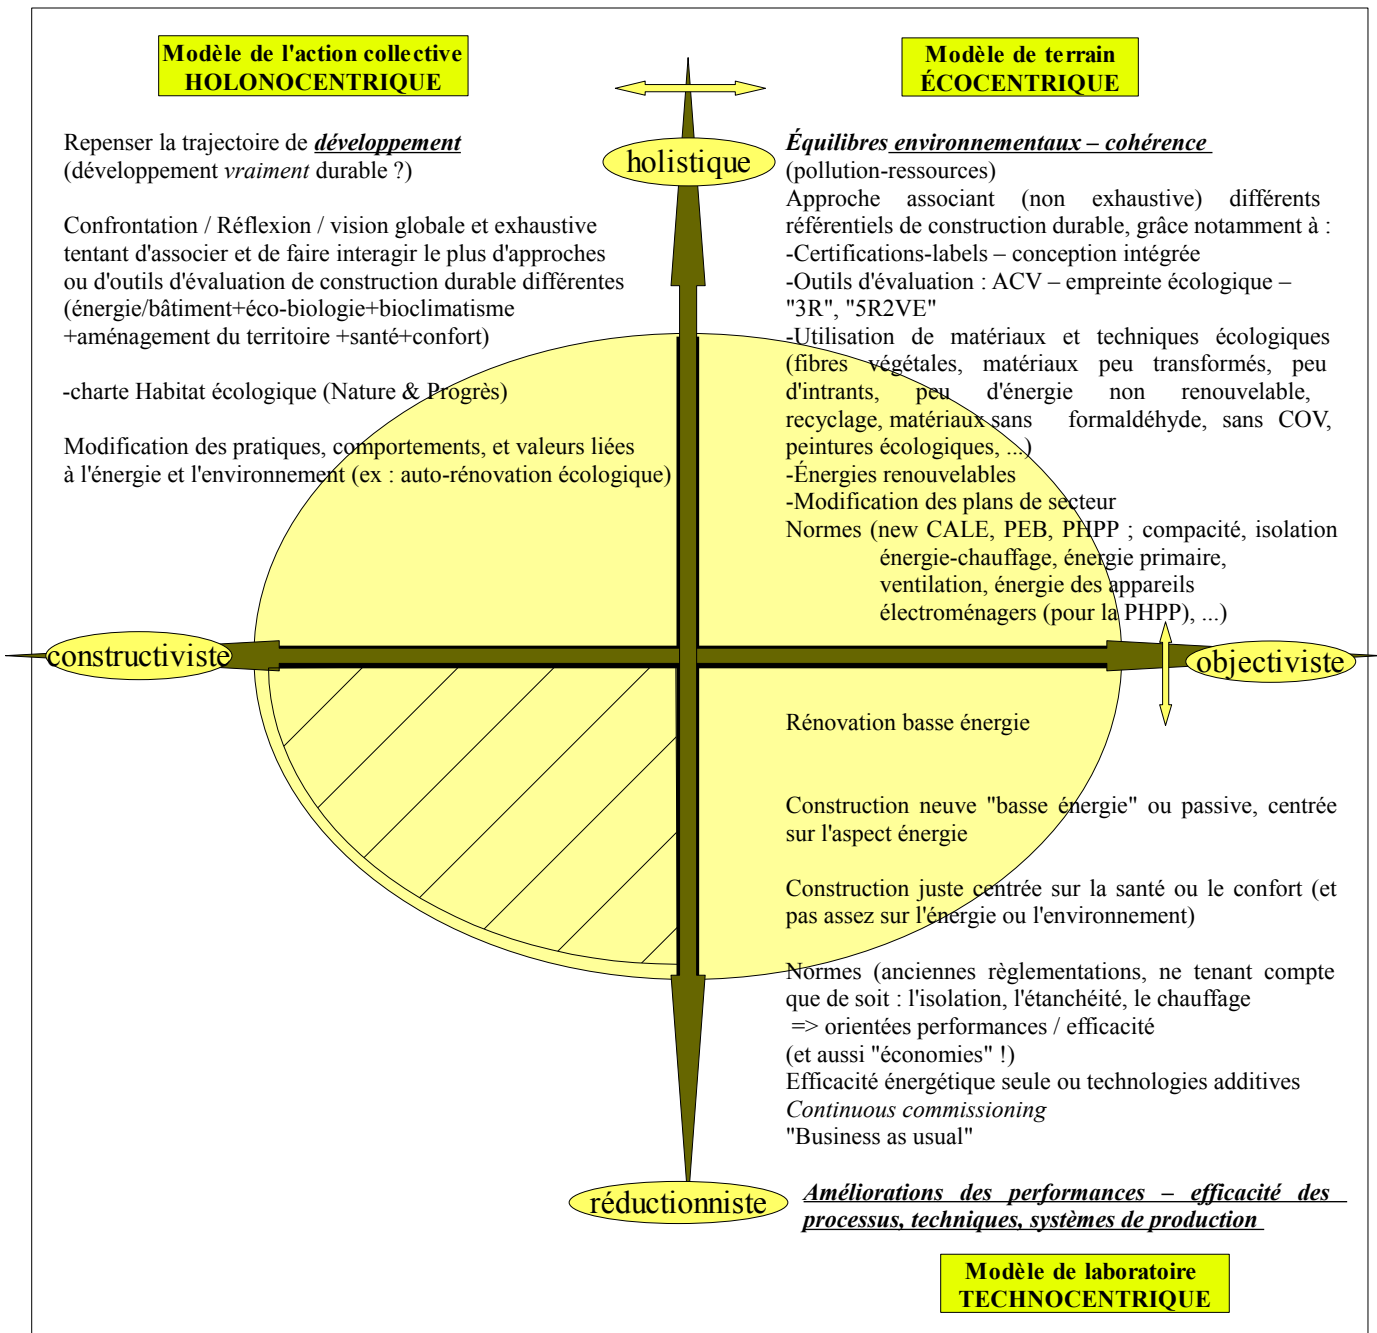 Modèle de l'action collective
HOLONOCENTRIQUE
Repenser la trajectoire de développement
(développement vraiment durable ?)
Confrontation / Réflexion / vision globale et exhaustive
tentant d'associer et de faire interagir le plus d'approches
ou d'outils d'évaluation de construction durable différentes
(énergie/bâtiment+éco-biologie+bioclimatisme
+aménagement du territoire +santé+confort)
-charte Habitat écologique (Nature & Progrès)
Modification des pratiques, comportements, et valeurs liées
à l'énergie et l'environnement (ex : auto-rénovation écologique)
holistique
Modèle de terrain
ÉCOCENTRIQUE
Équilibres environnementaux – cohérence
(pollution-ressources)
Approche associant (non exhaustive) différents
référentiels de construction durable, grâce notamment à :
-Certifications-labels – conception intégrée
-Outils d'évaluation : ACV – empreinte écologique –
"3R", "5R2VE"
-Utilisation de matériaux et techniques écologiques
(fibres végétales, matériaux peu transformés, peu
d'intrants, peu d'énergie non renouvelable,
recyclage, matériaux sans formaldéhyde, sans COV,
peintures écologiques, ...)
-Énergies renouvelables
-Modification des plans de secteur
Normes (new CALE, PEB, PHPP ; compacité, isolation
énergie-chauffage, énergie primaire,
ventilation, énergie des appareils
électroménagers (pour la PHPP), ...)
constructiviste
objectiviste
Rénovation basse énergie
Construction neuve "basse énergie" ou passive, centrée
sur l'aspect énergie
Construction juste centrée sur la santé ou le confort (et
pas assez sur l'énergie ou l'environnement)
Normes (anciennes règlementations, ne tenant compte
que de soit : l'isolation, l'étanchéité, le chauffage
=> orientées performances / efficacité
(et aussi "économies" !)
Efficacité énergétique seule ou technologies additives
Continuous commissioning
"Business as usual"
réductionniste
Améliorations des performances – efficacité des
processus, techniques, systèmes de production
Modèle de laboratoire
TECHNOCENTRIQUE